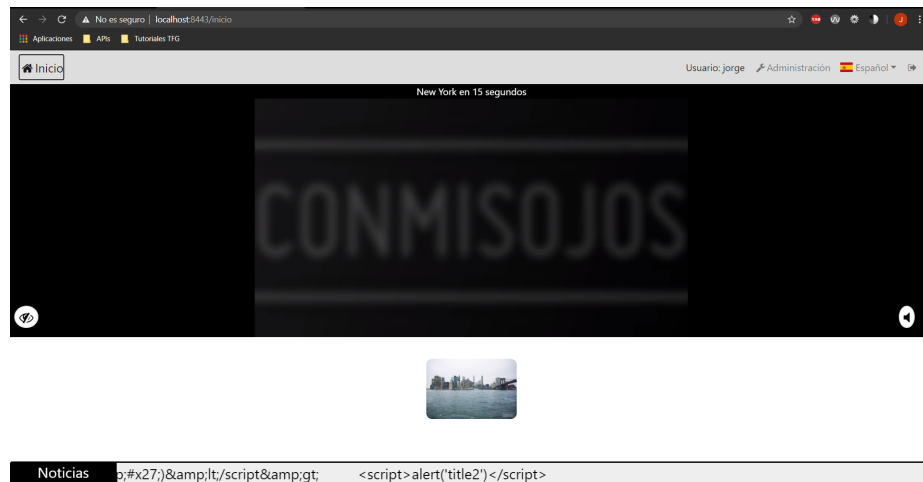 No es seguro | localhost:8443/inicio
Aplicaciones APIs Tutoriales TFG
Inicio Usuario: jorge Administración Español
New York en 15 segundos
CONMISOJOS
Noticias p;#x27;)&amp;lt;/script&amp;gt; <script>alert('title2')</script>